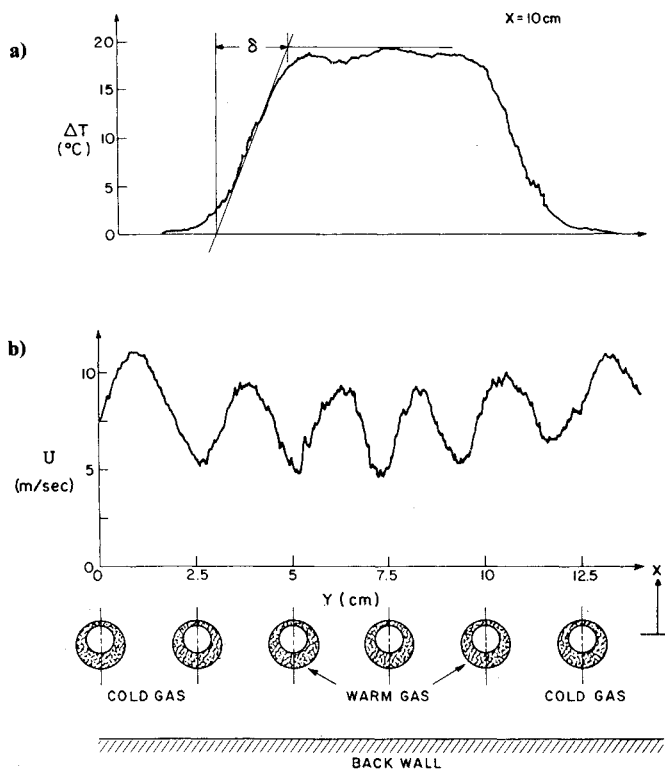 X = 10 cm
a)
20
15
10
5
0
ΔT
(°C)
δ
b)
10
5
0
U
(m/sec)
0 2.5 5 7.5 10 12.5
Y (cm)
X
COLD GAS WARM GAS COLD GAS
BACK WALL